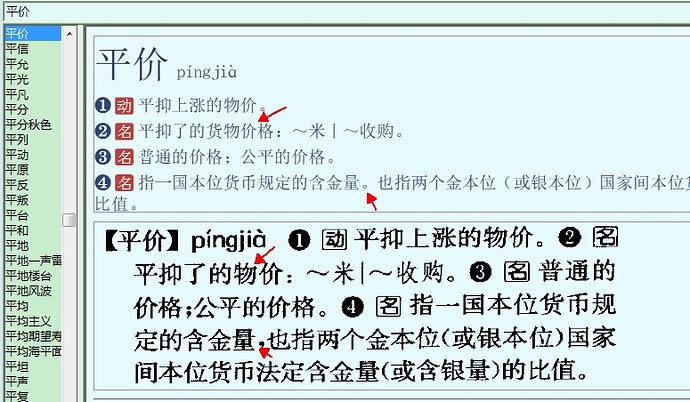 平价
平价
平信
平允
平光
平凡
平分
平分秋色
平列
平动
平原
平反
平叛
平台
平和
平地
平地一声雷
平地楼台
平地风波
平均
平均主义
平均期望寿
平均海平面
平坦
平声
平复
平价 píngjià
❶ 动 平抑上涨的物价。
❷ 名 平抑了的货物价格：～米｜～收购。
❸ 名 普通的价格；公平的价格。
❹ 名 指一国本位货币规定的含金量。也指两个金本位（或银本位）国家间本位货
比值。
【平价】píngjià ❶ 动 平抑上涨的物价。❷ 名
平抑了的物价：～米|～收购。❸ 名 普通的
价格；公平的价格。❹ 名 指一国本位货币规
定的含金量，也指两个金本位(或银本位)国家
间本位货币法定含金量(或含银量)的比值。